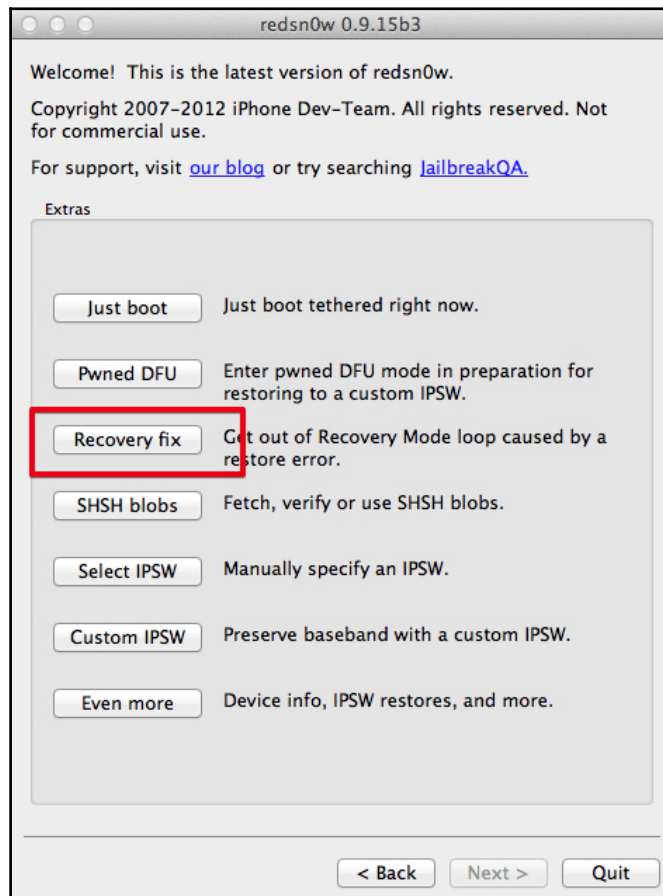 redsn0w 0.9.15b3
Welcome! This is the latest version of redsn0w.
Copyright 2007-2012 iPhone Dev-Team. All rights reserved. Not
for commercial use.
For support, visit our blog or try searching JailbreakQA.
Extras
Just boot Just boot tethered right now.
Pwned DFU Enter pwned DFU mode in preparation for
restoring to a custom IPSW.
Recovery fix Get out of Recovery Mode loop caused by a
restore error.
SHSH blobs Fetch, verify or use SHSH blobs.
Select IPSW Manually specify an IPSW.
Custom IPSW Preserve baseband with a custom IPSW.
Even more Device info, IPSW restores, and more.
< Back Next > Quit